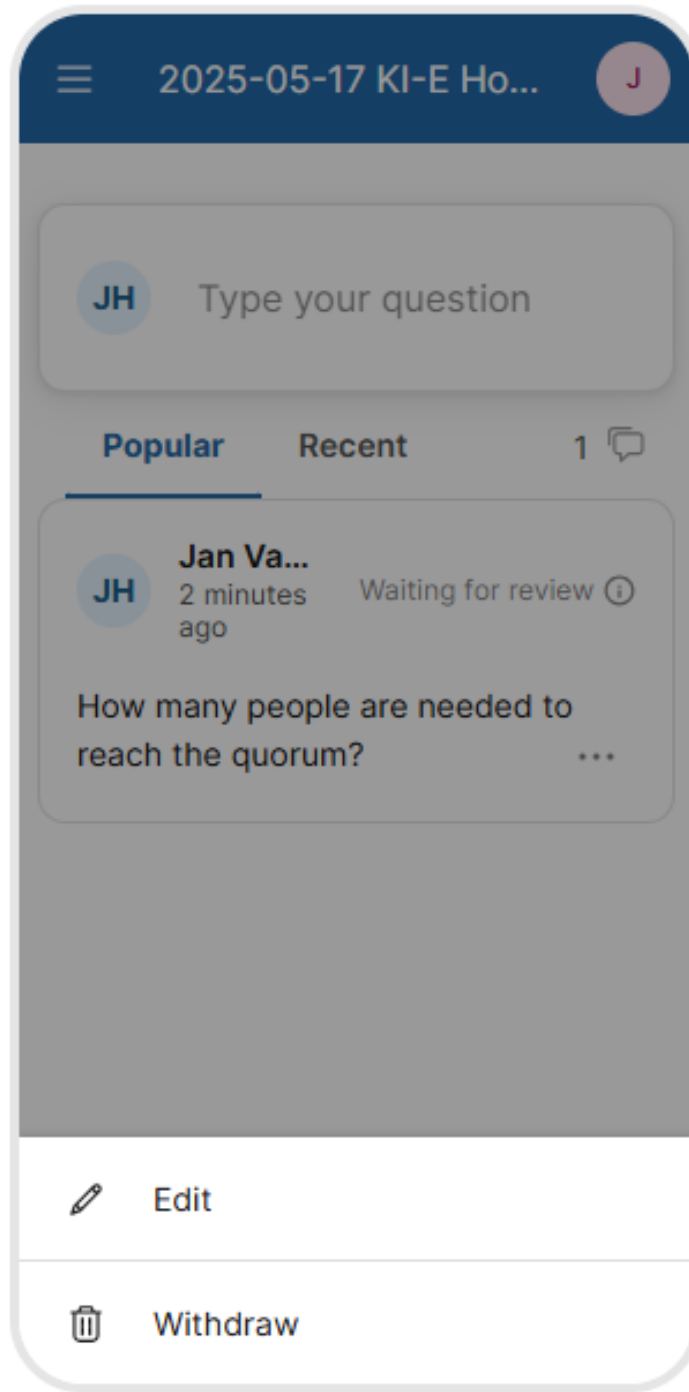 2025-05-17 KI-E Ho...
J
JH
Type your question
Popular
Recent
1
JH
Jan Va...
2 minutes
ago
Waiting for review
How many people are needed to
reach the quorum?
Edit
Withdraw